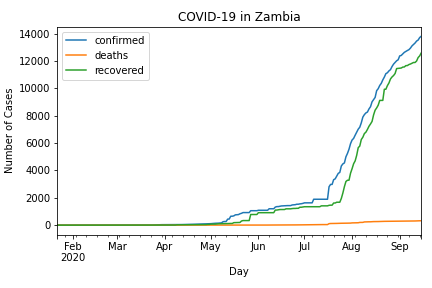 COVID-19 in Zambia
confirmed
deaths
recovered
Number of Cases
14000
12000
10000
8000
6000
4000
2000
0
Feb Mar Apr May Jun Jul Aug Sep
2020
Day